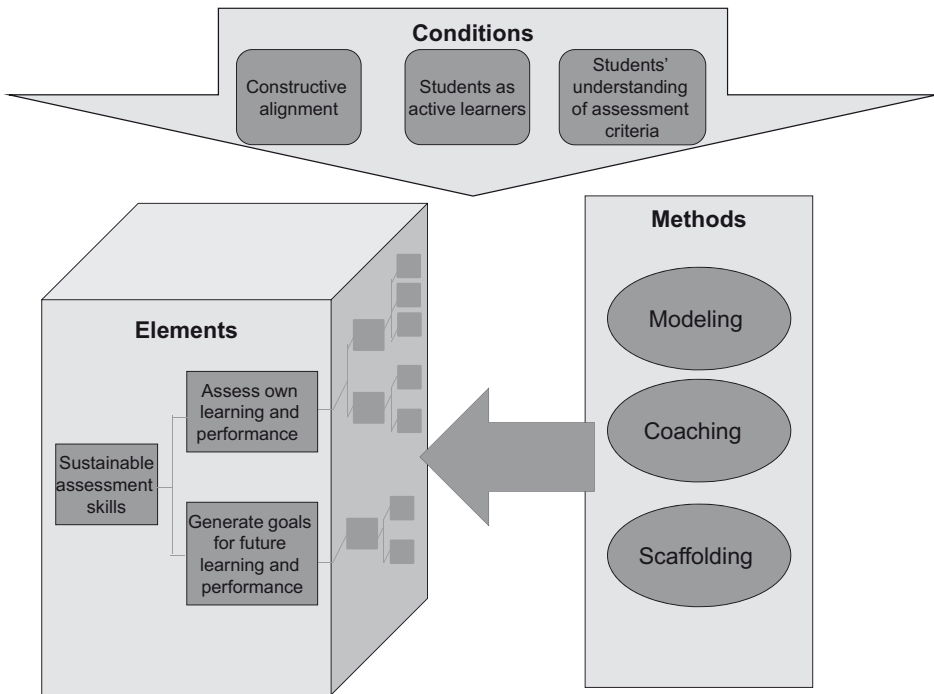 Conditions
Constructive
alignment
Students as
active learners
Students’
understanding
of assessment
criteria
Elements
Sustainable
assessment
skills
Assess own
learning and
performance
Generate goals
for future
learning and
performance
Methods
Modeling
Coaching
Scaffolding